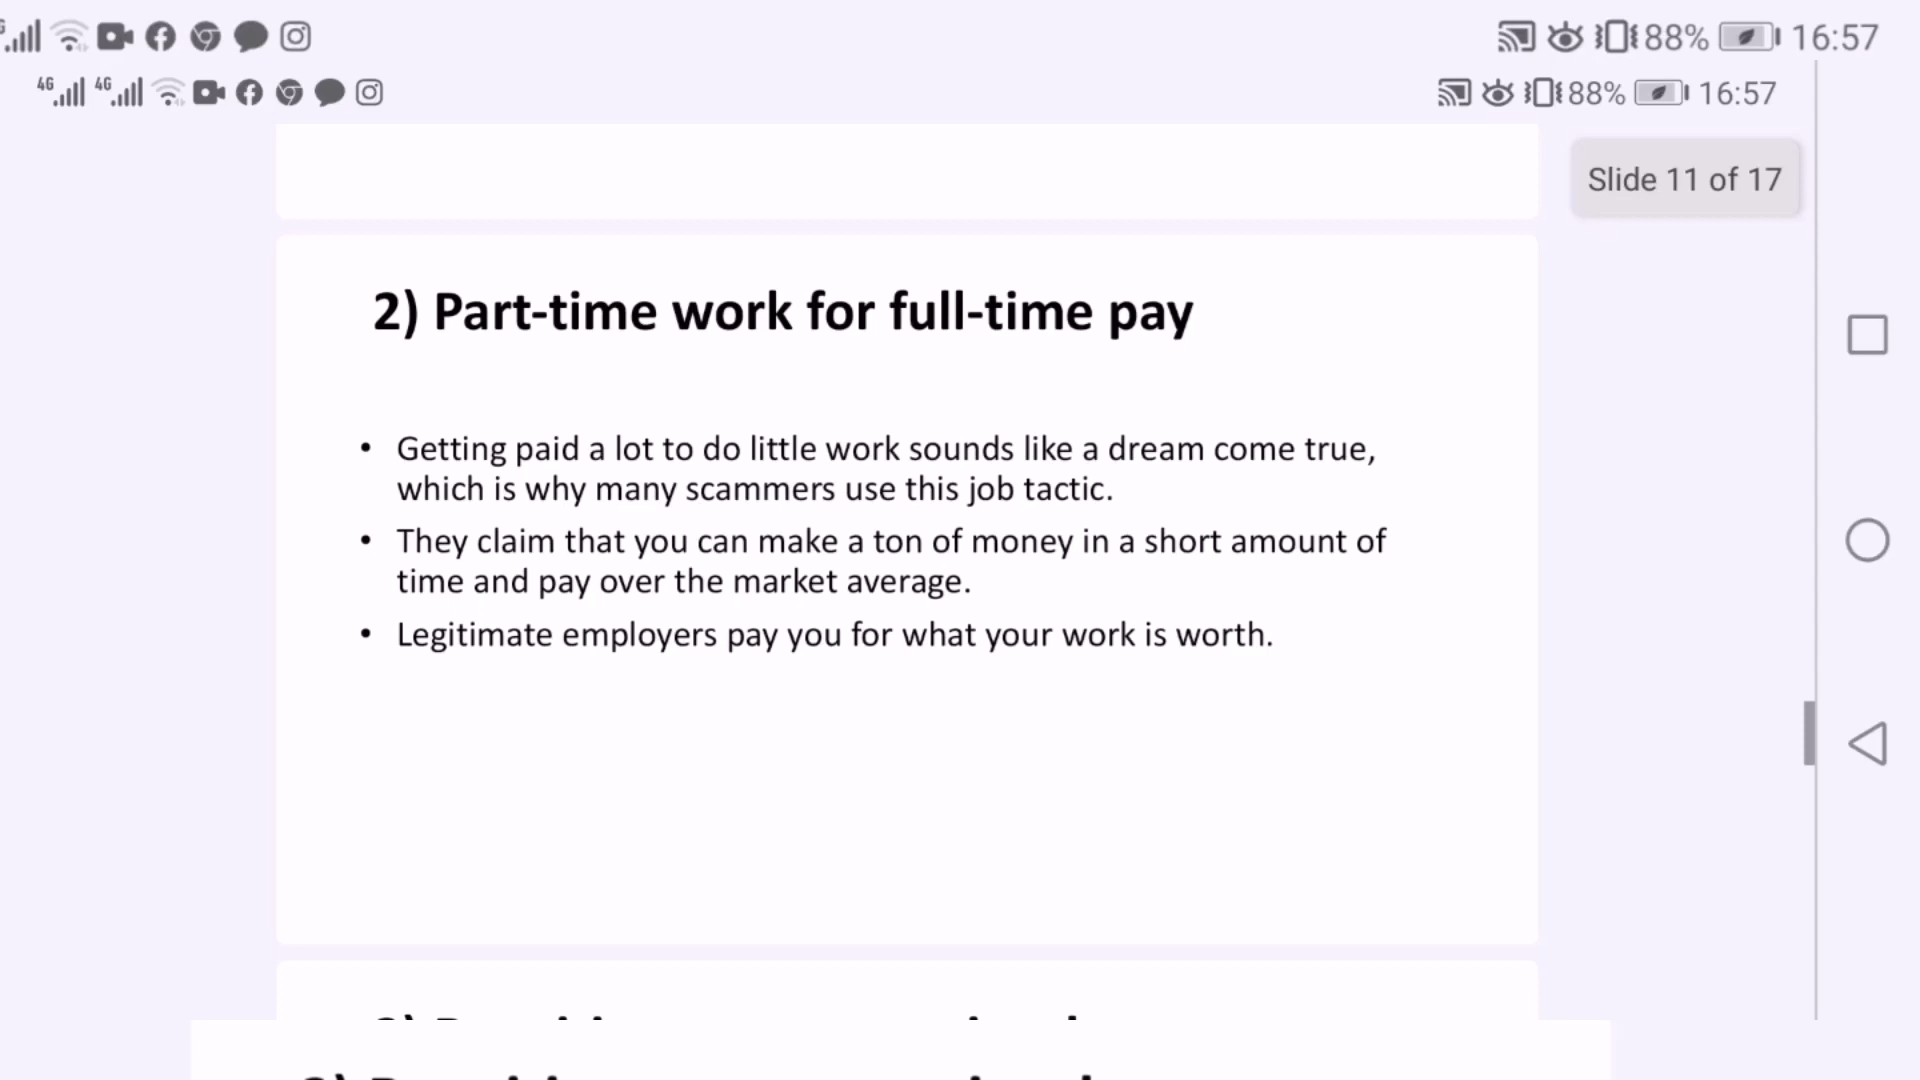 88% 16:57
4G 4G 88% 16:57
Slide 11 of 17
2) Part-time work for full-time pay
• Getting paid a lot to do little work sounds like a dream come true,
which is why many scammers use this job tactic.
• They claim that you can make a ton of money in a short amount of
time and pay over the market average.
• Legitimate employers pay you for what your work is worth.